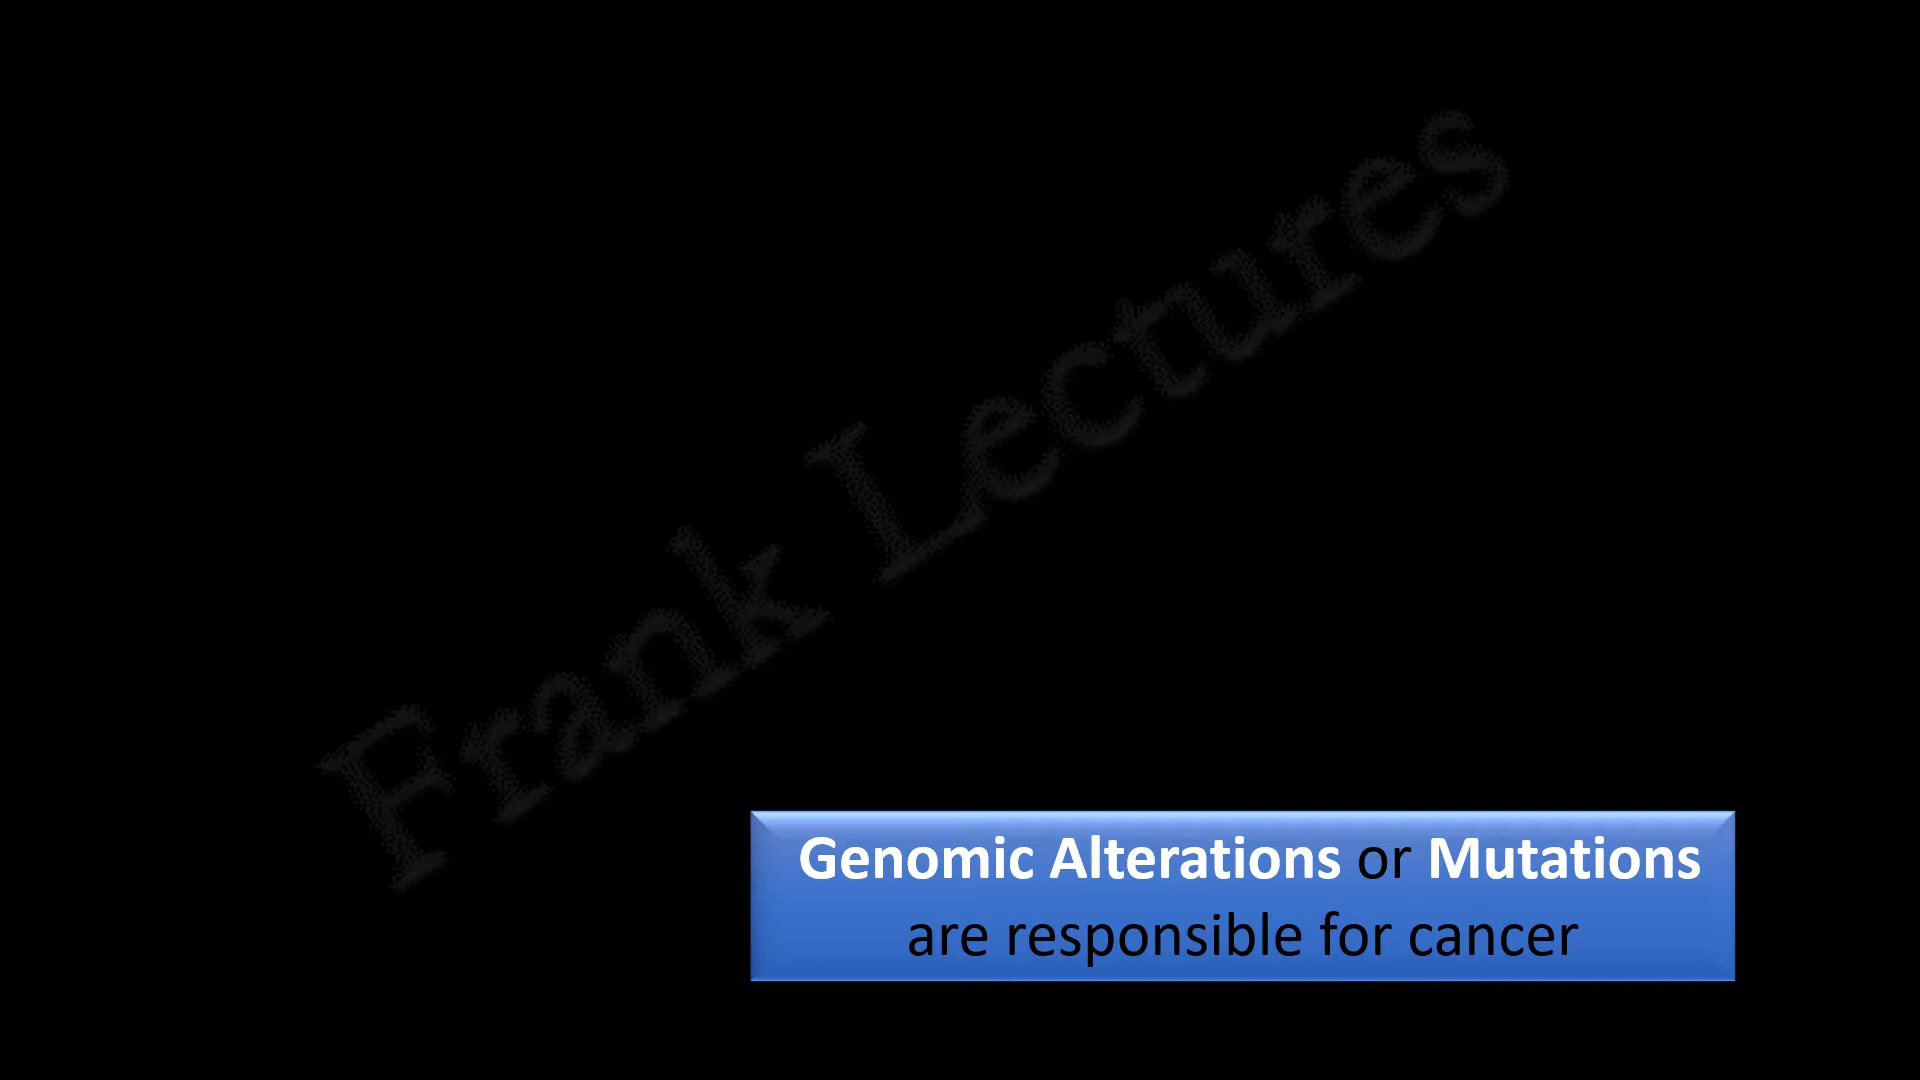 Frank Lectures
Genomic Alterations or Mutations
are responsible for cancer